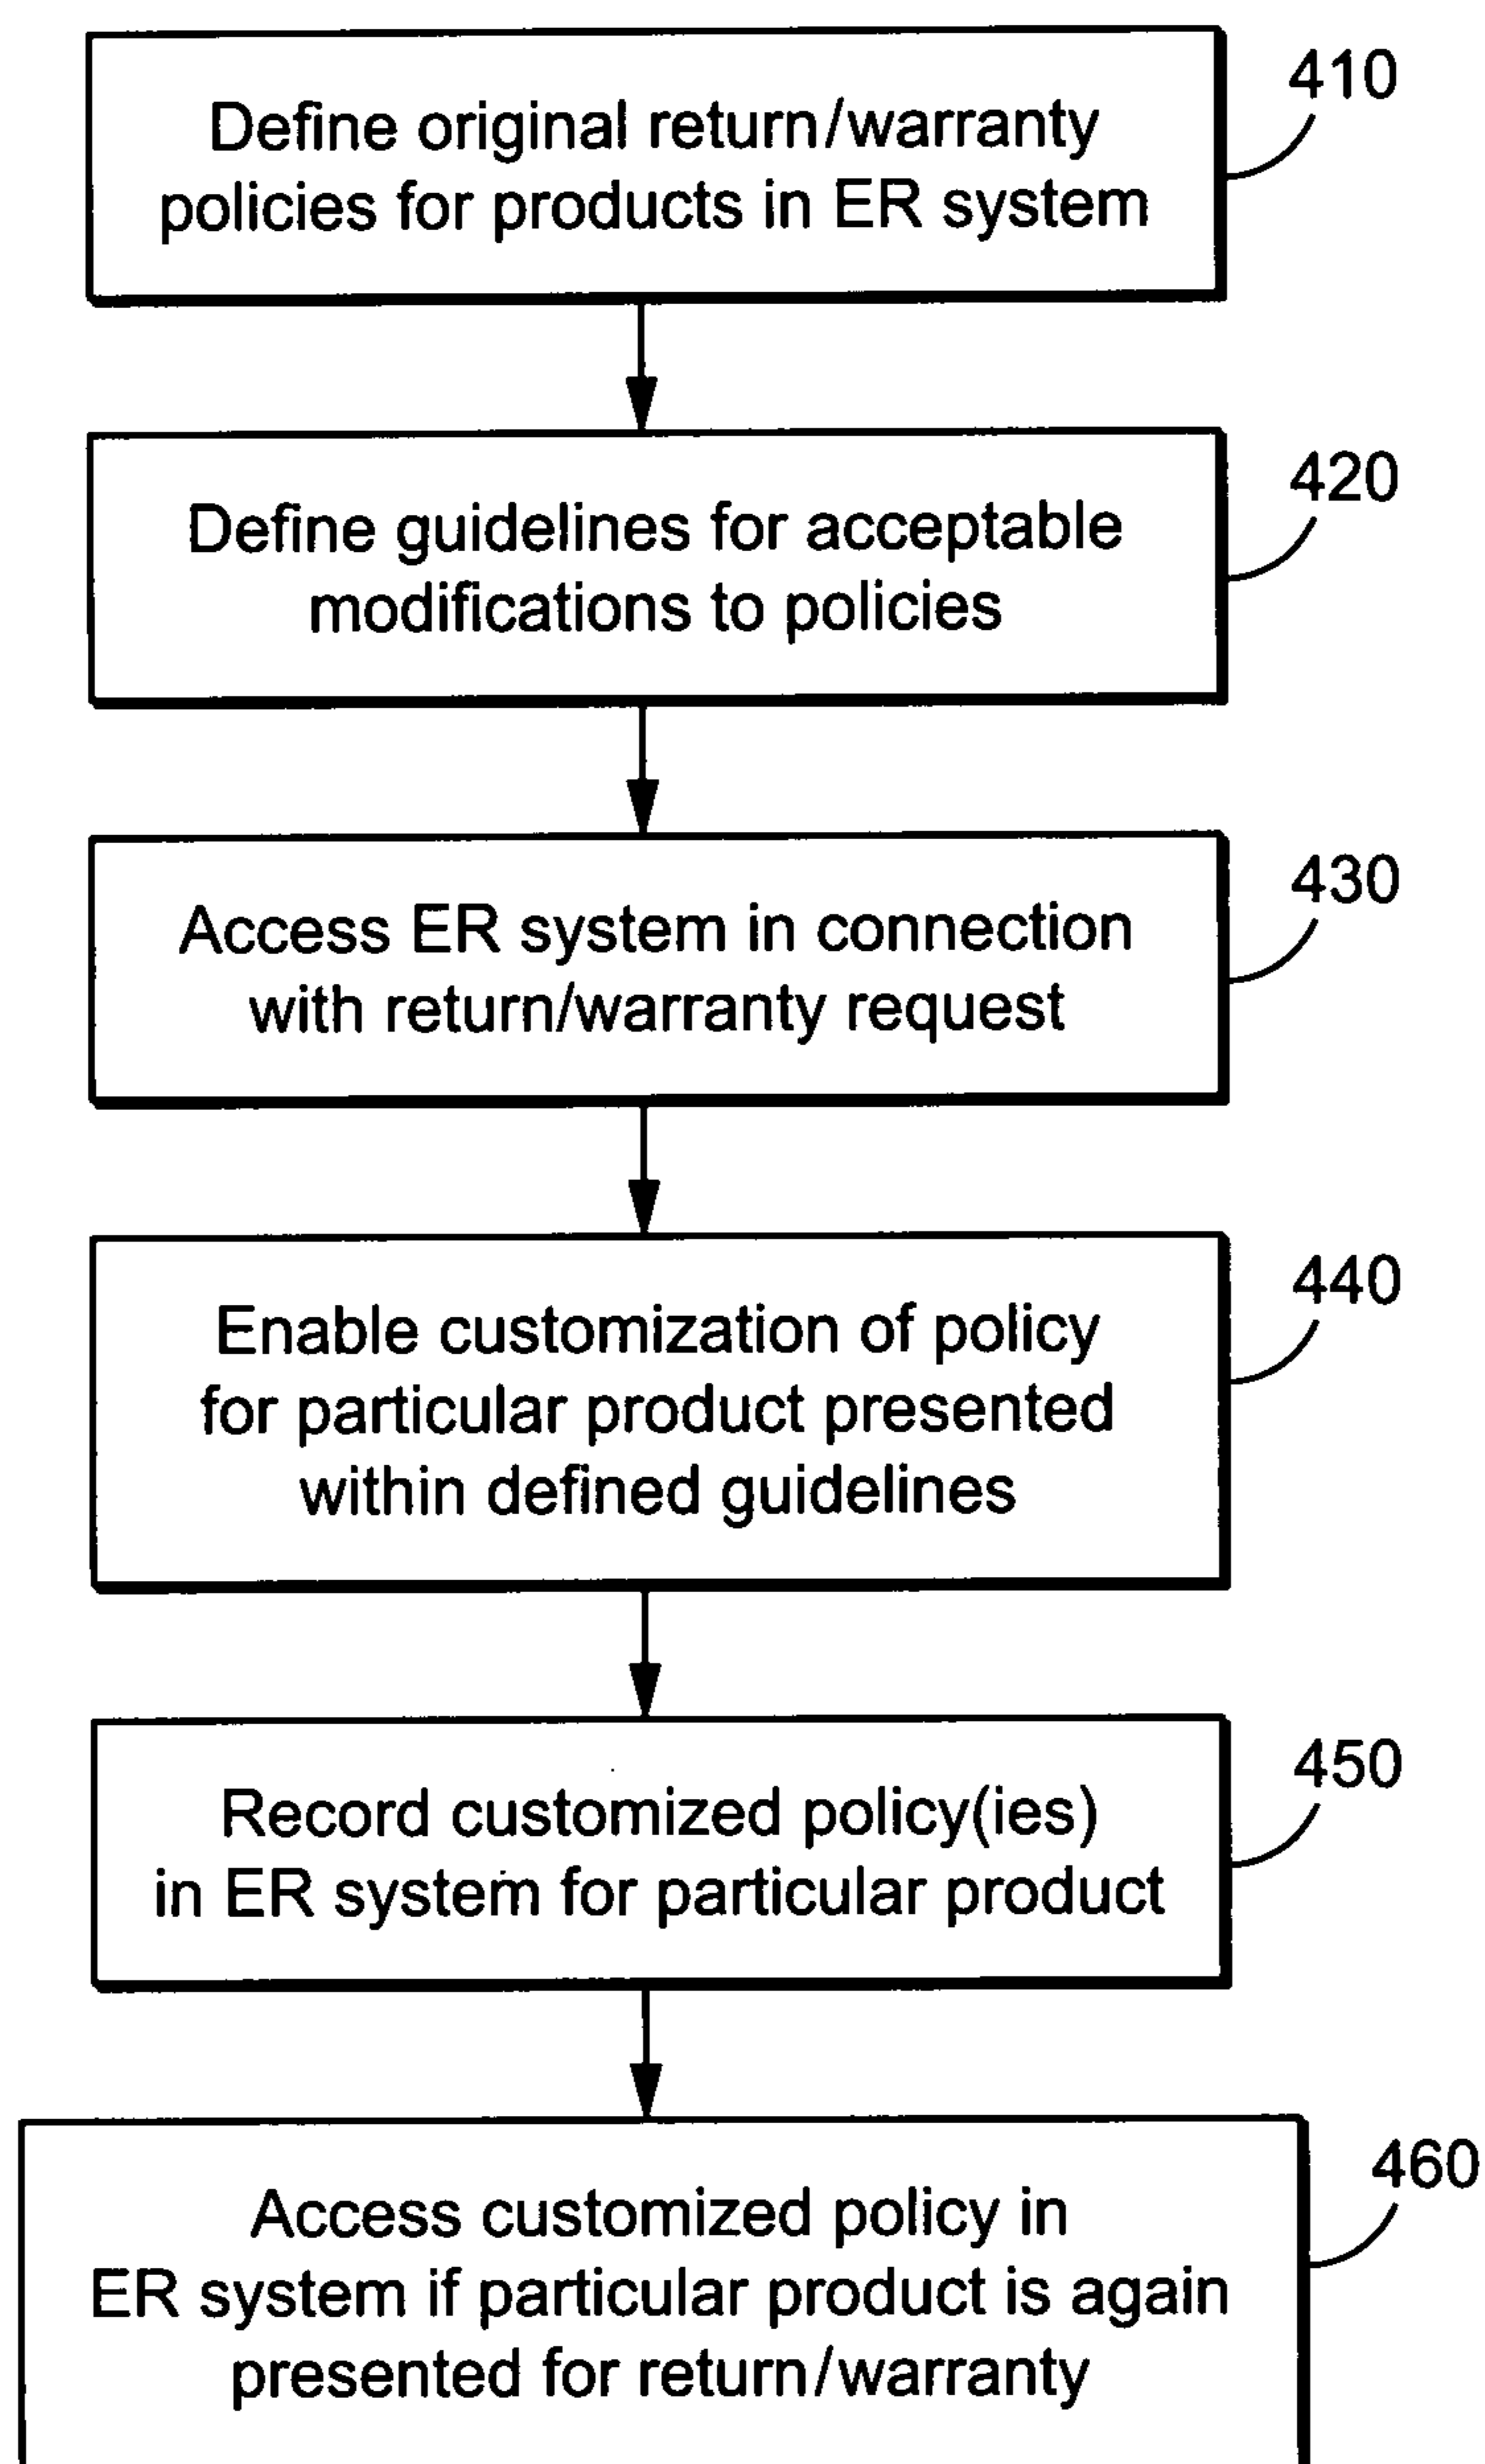 Define original return/warranty
policies for products in ER system
410
Define guidelines for acceptable
modifications to policies
420
Access ER system in connection
with return/warranty request
430
Enable customization of policy
for particular product presented
within defined guidelines
440
Record customized policy(ies)
in ER system for particular product
450
Access customized policy in
ER system if particular product is again
presented for return/warranty
460